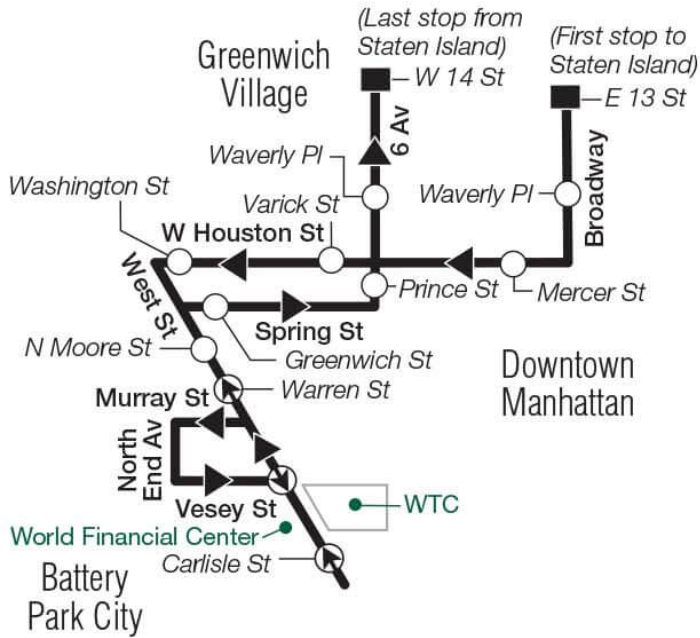 (Last stop from
Staten Island)
(First stop to
Staten Island)
Greenwich
Village
W 14 St
E 13 St
6 Av
Broadway
Waverly Pl
Waverly Pl
Washington St
Varick St
W Houston St
Prince St
Mercer St
West St
Spring St
Greenwich St
N Moore St
Downtown
Manhattan
Warren St
Murray St
North
End Av
Vesey St
WTC
World Financial Center
Carlisle St
Battery
Park City